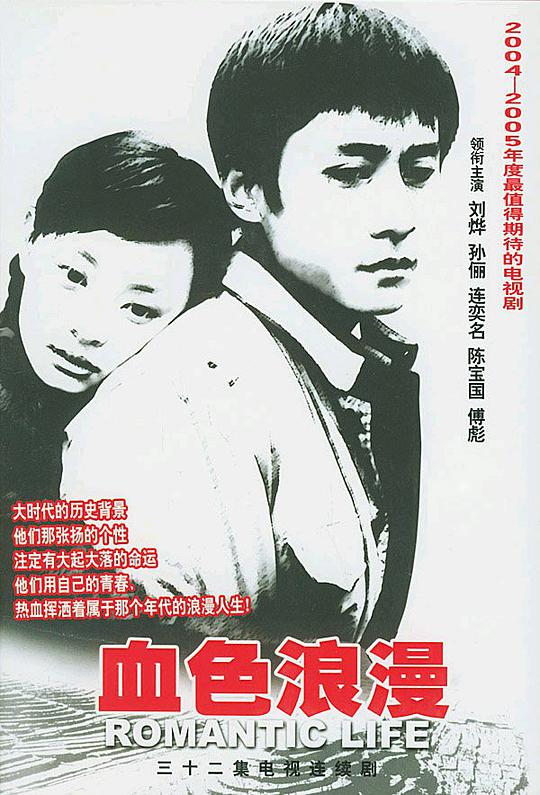 2004—2005年度最值得期待的电视剧
领衔主演 刘烨 孙俪 连奕名 陈宝国 傅彪
大时代的历史背景
他们那张扬的个性
注定有大起大落的命运
他们用自己的青春、
热血挥洒着属于那个年代的浪漫人生!
血色浪漫
ROMANTIC LIFE
三十二集电视连续剧